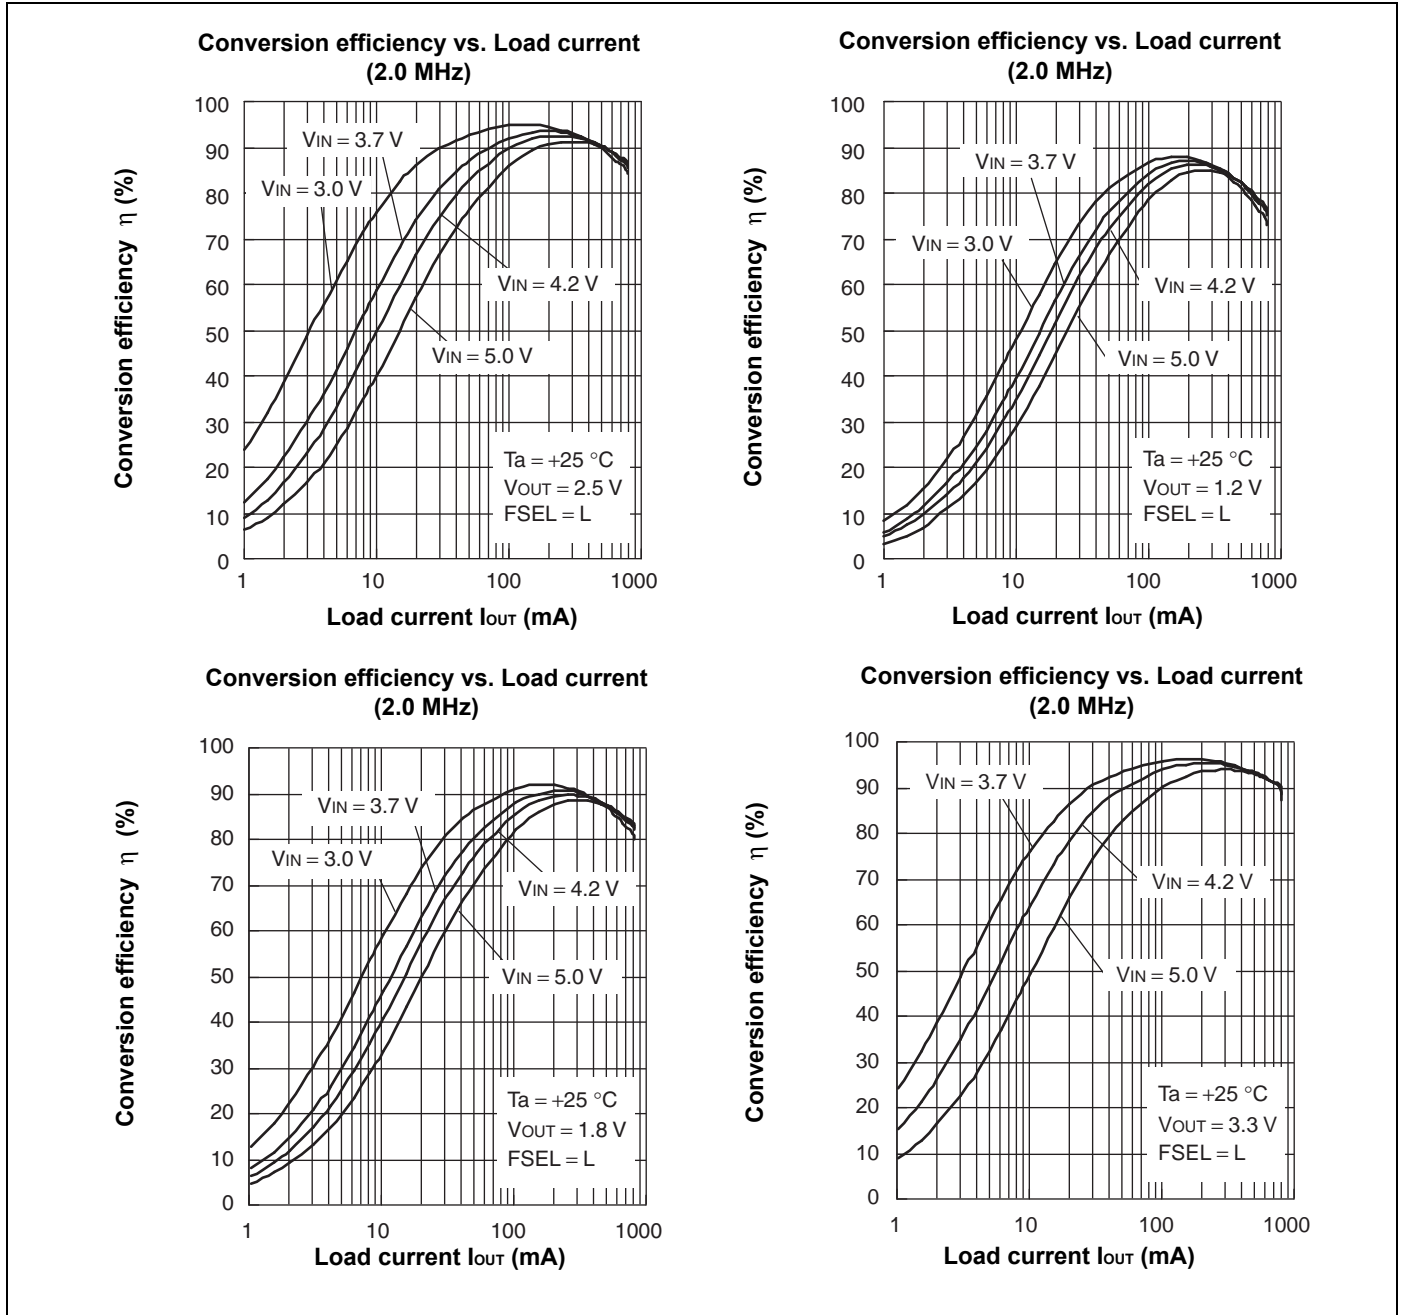 Conversion efficiency vs. Load current
(2.0 MHz)
Conversion efficiency η (%)
100
90
80
70
60
50
40
30
20
10
0
VIN = 3.7 V
VIN = 3.0 V
VIN = 4.2 V
VIN = 5.0 V
Ta = +25 °C
VOUT = 2.5 V
FSEL = L
1
10
100
1000
Load current IOUT (mA)
Conversion efficiency vs. Load current
(2.0 MHz)
Conversion efficiency η (%)
100
90
80
70
60
50
40
30
20
10
0
VIN = 3.7 V
VIN = 3.0 V
VIN = 4.2 V
VIN = 5.0 V
Ta = +25 °C
VOUT = 1.2 V
FSEL = L
1
10
100
1000
Load current IOUT (mA)
Conversion efficiency vs. Load current
(2.0 MHz)
Conversion efficiency η (%)
100
90
80
70
60
50
40
30
20
10
0
VIN = 3.7 V
VIN = 3.0 V
VIN = 4.2 V
VIN = 5.0 V
Ta = +25 °C
VOUT = 1.8 V
FSEL = L
1
10
100
1000
Load current IOUT (mA)
Conversion efficiency vs. Load current
(2.0 MHz)
Conversion efficiency η (%)
100
90
80
70
60
50
40
30
20
10
0
VIN = 3.7 V
VIN = 4.2 V
VIN = 5.0 V
Ta = +25 °C
VOUT = 3.3 V
FSEL = L
1
10
100
1000
Load current IOUT (mA)